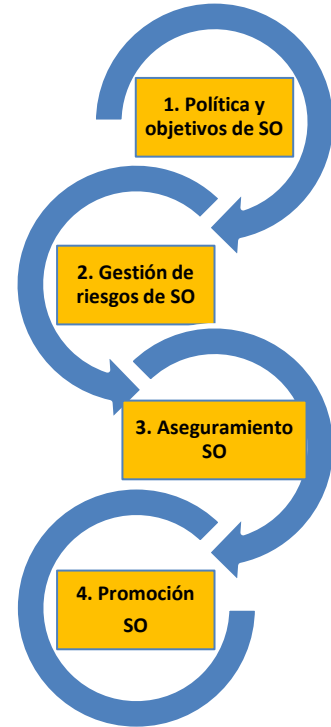 1. Política y
objetivos de SO
2. Gestión de
riesgos de SO
3. Aseguramiento
SO
4. Promoción
SO